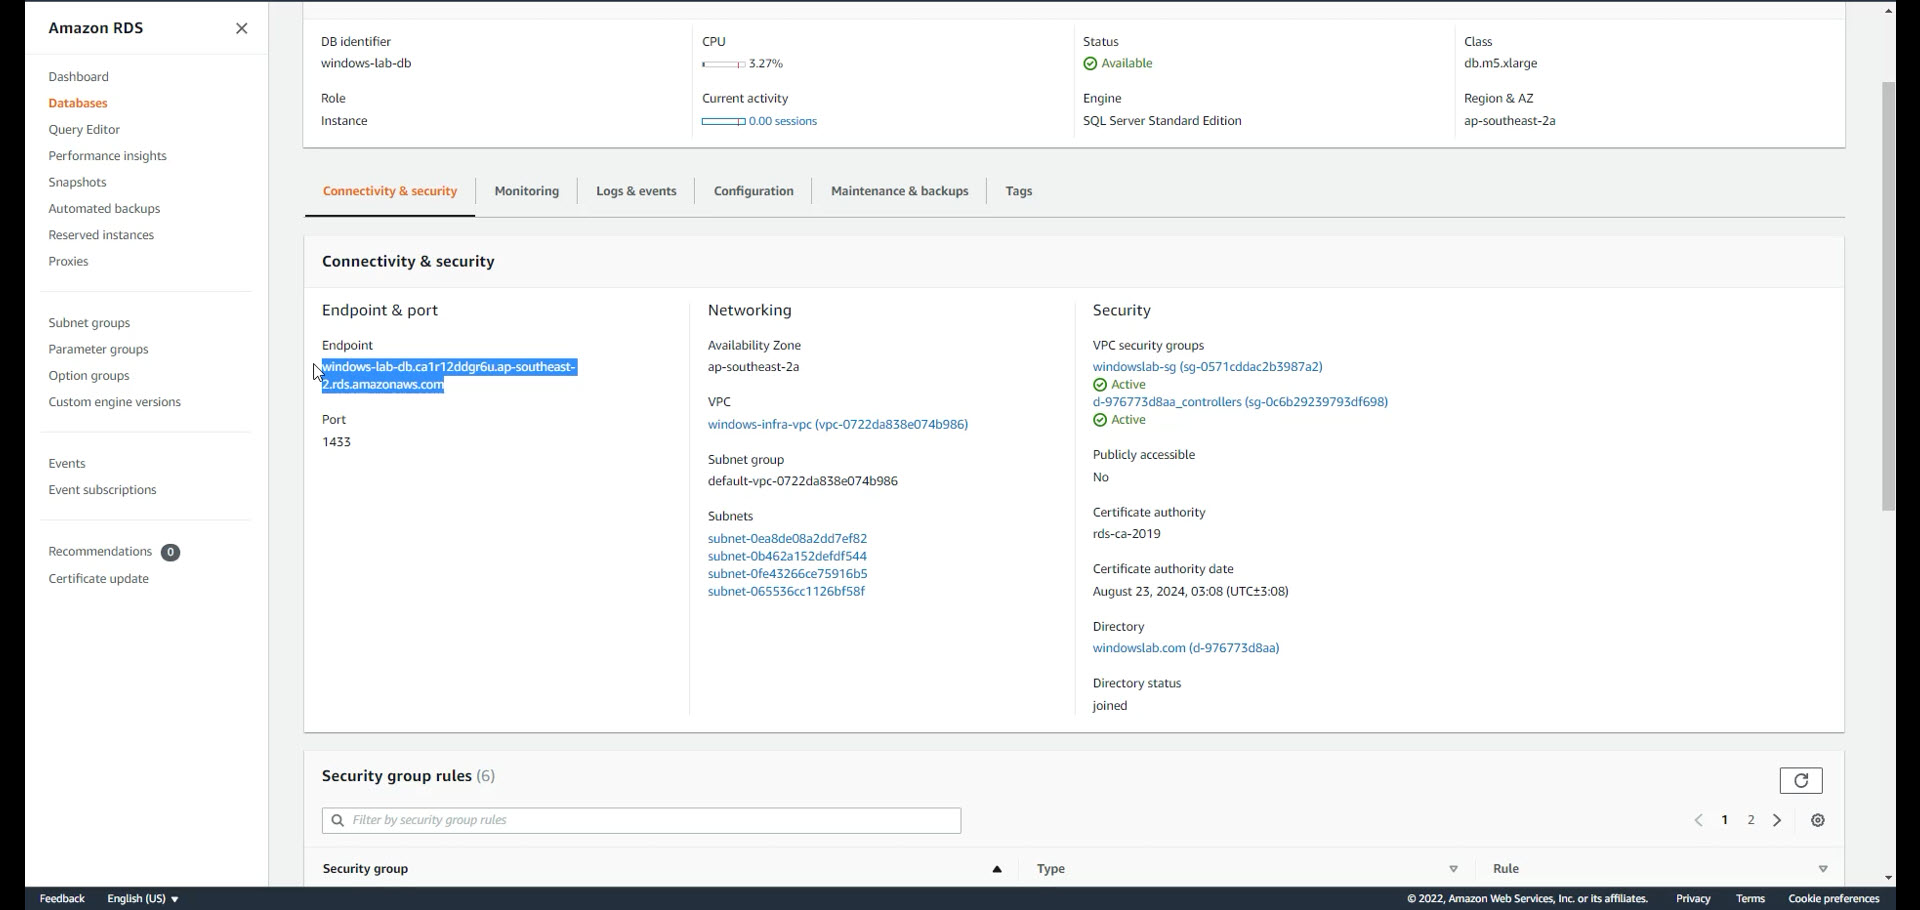 Amazon RDS
Dashboard
Databases
Query Editor
Performance insights
Snapshots
Automated backups
Reserved instances
Proxies
Subnet groups
Parameter groups
Option groups
Custom engine versions
Events
Event subscriptions
Recommendations 0
Certificate update
DB identifier
windows-lab-db
CPU
3.27%
Status
Available
Class
db.m5.xlarge
Role
Instance
Current activity
0.00 sessions
Engine
SQL Server Standard Edition
Region & AZ
ap-southeast-2a
Connectivity & security
Monitoring
Logs & events
Configuration
Maintenance & backups
Tags
Connectivity & security
Endpoint & port
Endpoint
windows-lab-db.ca1r12ddgr6u.ap-southeast-
2.rds.amazonaws.com
Port
1433
Networking
Availability Zone
ap-southeast-2a
VPC
windows-infra-vpc (vpc-0722da838e074b986)
Subnet group
default-vpc-0722da838e074b986
Subnets
subnet-0ea8de08a2dd7ef82
subnet-0b462a152defdf544
subnet-0fe43266ce75916b5
subnet-065536cc1126bf58f
Security
VPC security groups
windowslab-sg (sg-0571cddac2b3987a2)
Active
d-976773d8aa_controllers (sg-0c6b29239793df698)
Active
Publicly accessible
No
Certificate authority
rds-ca-2019
Certificate authority date
August 23, 2024, 03:08 (UTC±3:08)
Directory
windowslab.com (d-976773d8aa)
Directory status
joined
Security group rules (6)
Filter by security group rules
1 2
Security group
Type
Rule
Feedback
English (US)
© 2022, Amazon Web Services, Inc. or its affiliates.
Privacy
Terms
Cookie preferences